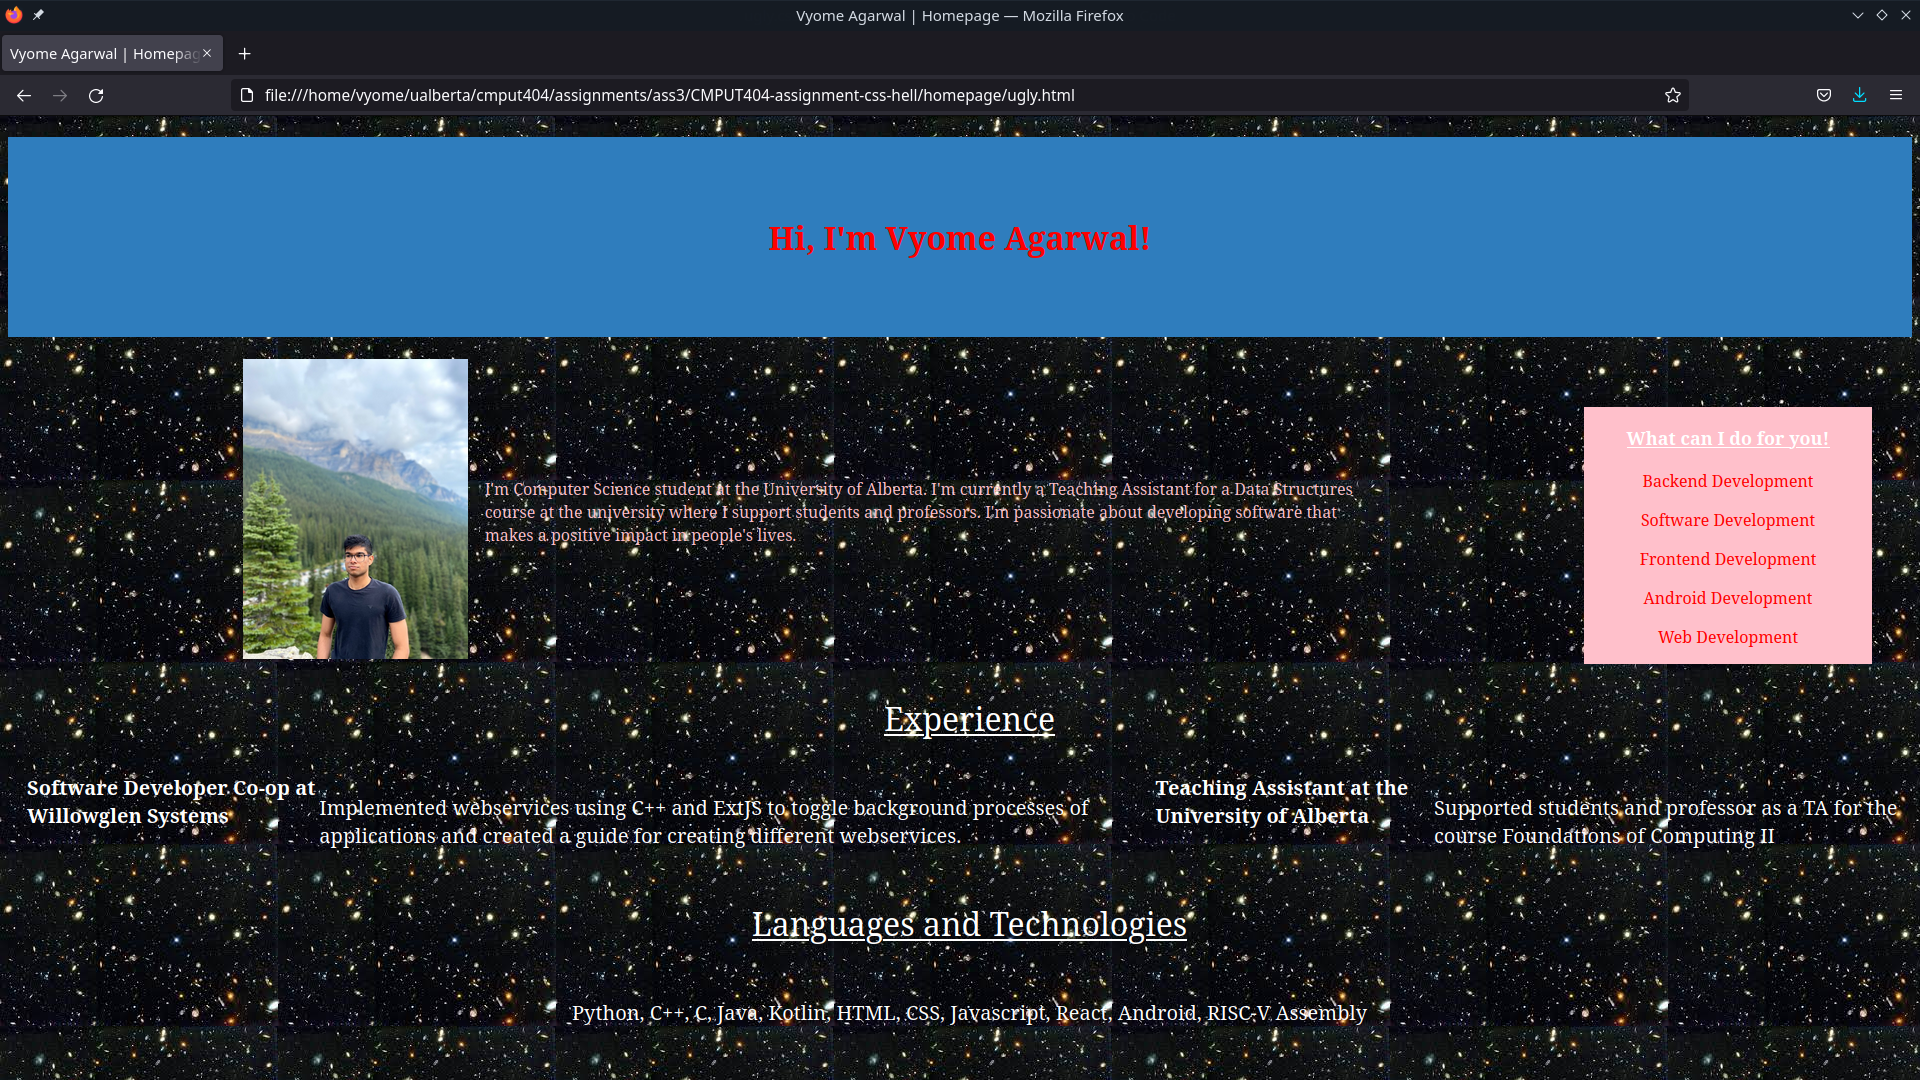 Vyome Agarwal | Homepage — Mozilla Firefox
Vyome Agarwal | Homepag
file:///home/vyome/ualberta/cmput404/assignments/ass3/CMPUT404-assignment-css-hell/homepage/ugly.html
Hi, I'm Vyome Agarwal!
I'm Computer Science student at the University of Alberta. I'm currently a Teaching Assistant for a Data Structures
course at the university where I support students and professors. I'm passionate about developing software that
makes a positive impact in people's lives.
What can I do for you!
Backend Development
Software Development
Frontend Development
Android Development
Web Development
Experience
Software Developer Co-op at
Willowglen Systems
Implemented webservices using C++ and ExtJS to toggle background processes of
applications and created a guide for creating different webservices.
Teaching Assistant at the
University of Alberta
Supported students and professor as a TA for the
course Foundations of Computing II
Languages and Technologies
Python, C++, C, Java, Kotlin, HTML, CSS, Javascript, React, Android, RISC-V Assembly